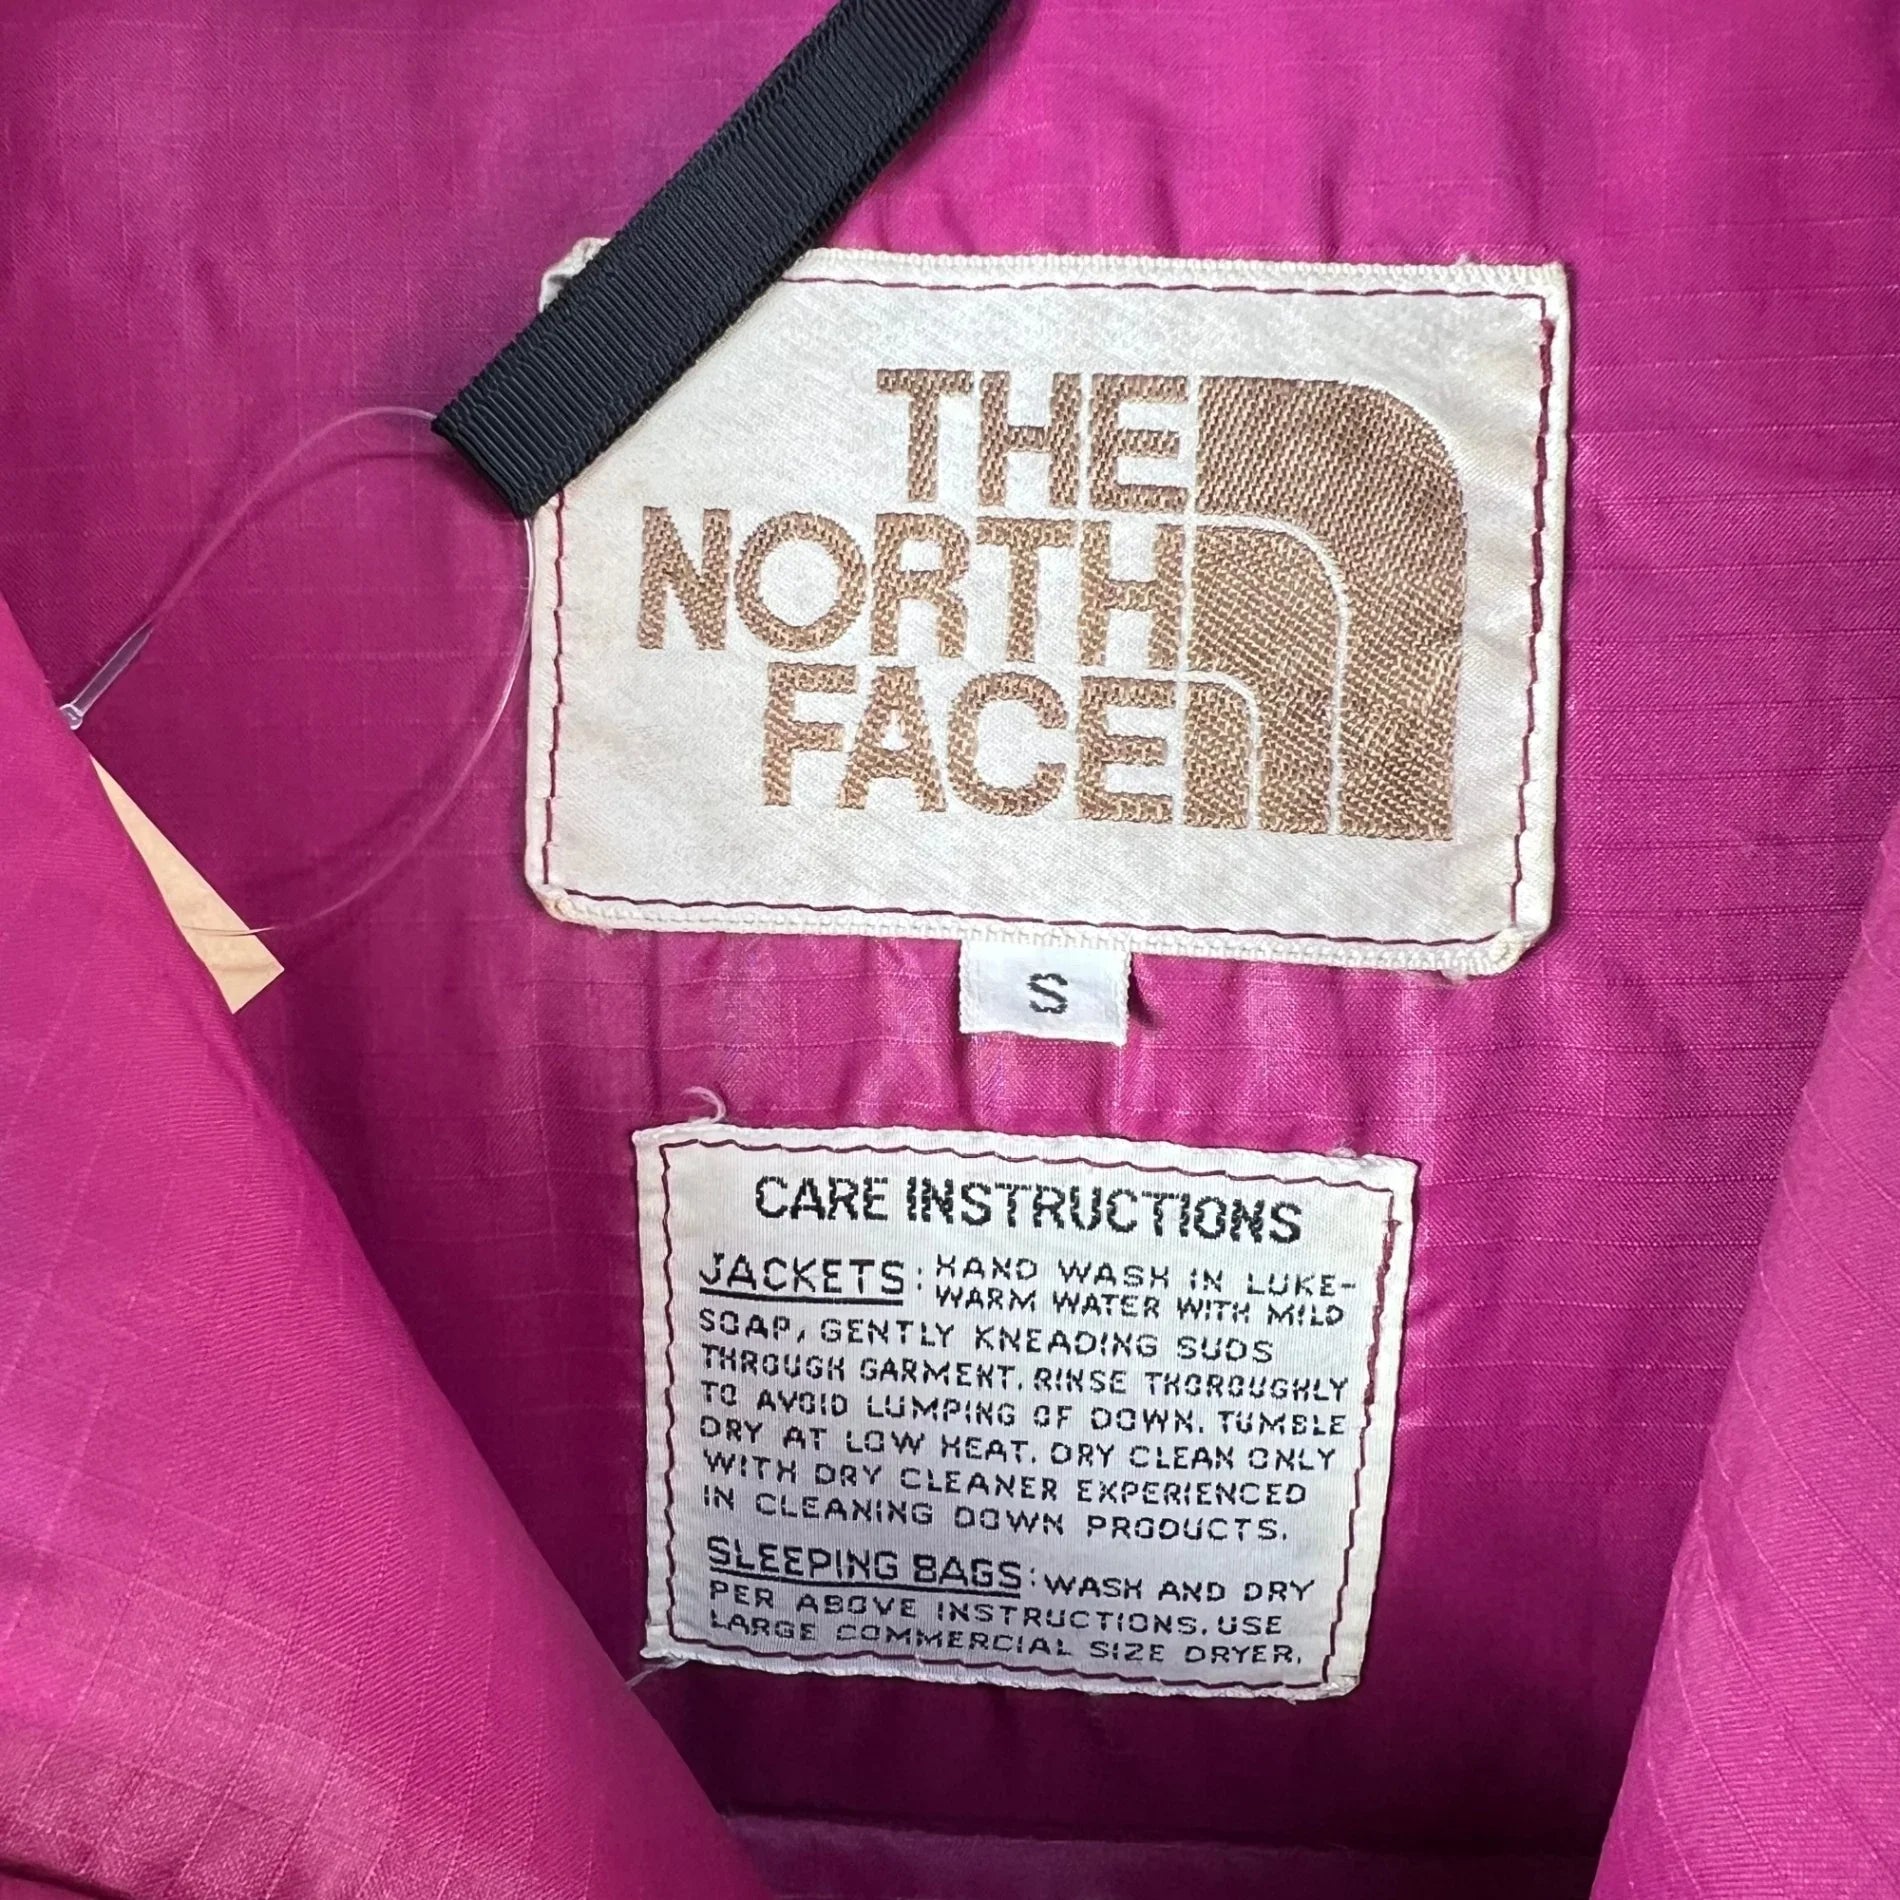 THE
NORTH
FACE
S
CARE INSTRUCTIONS
JACKETS: HAND WASH IN LUKE-
WARM WATER WITH MILD
SOAP, GENTLY KNEADING SUDS
THROUGH GARMENT. RINSE THOROUGHLY
TO AVOID LUMPING OF DOWN. TUMBLE
DRY AT LOW HEAT. DRY CLEAN ONLY
WITH DRY CLEANER EXPERIENCED
IN CLEANING DOWN PRODUCTS.
SLEEPING BAGS: WASH AND DRY
PER ABOVE INSTRUCTIONS. USE
LARGE COMMERCIAL SIZE DRYER.